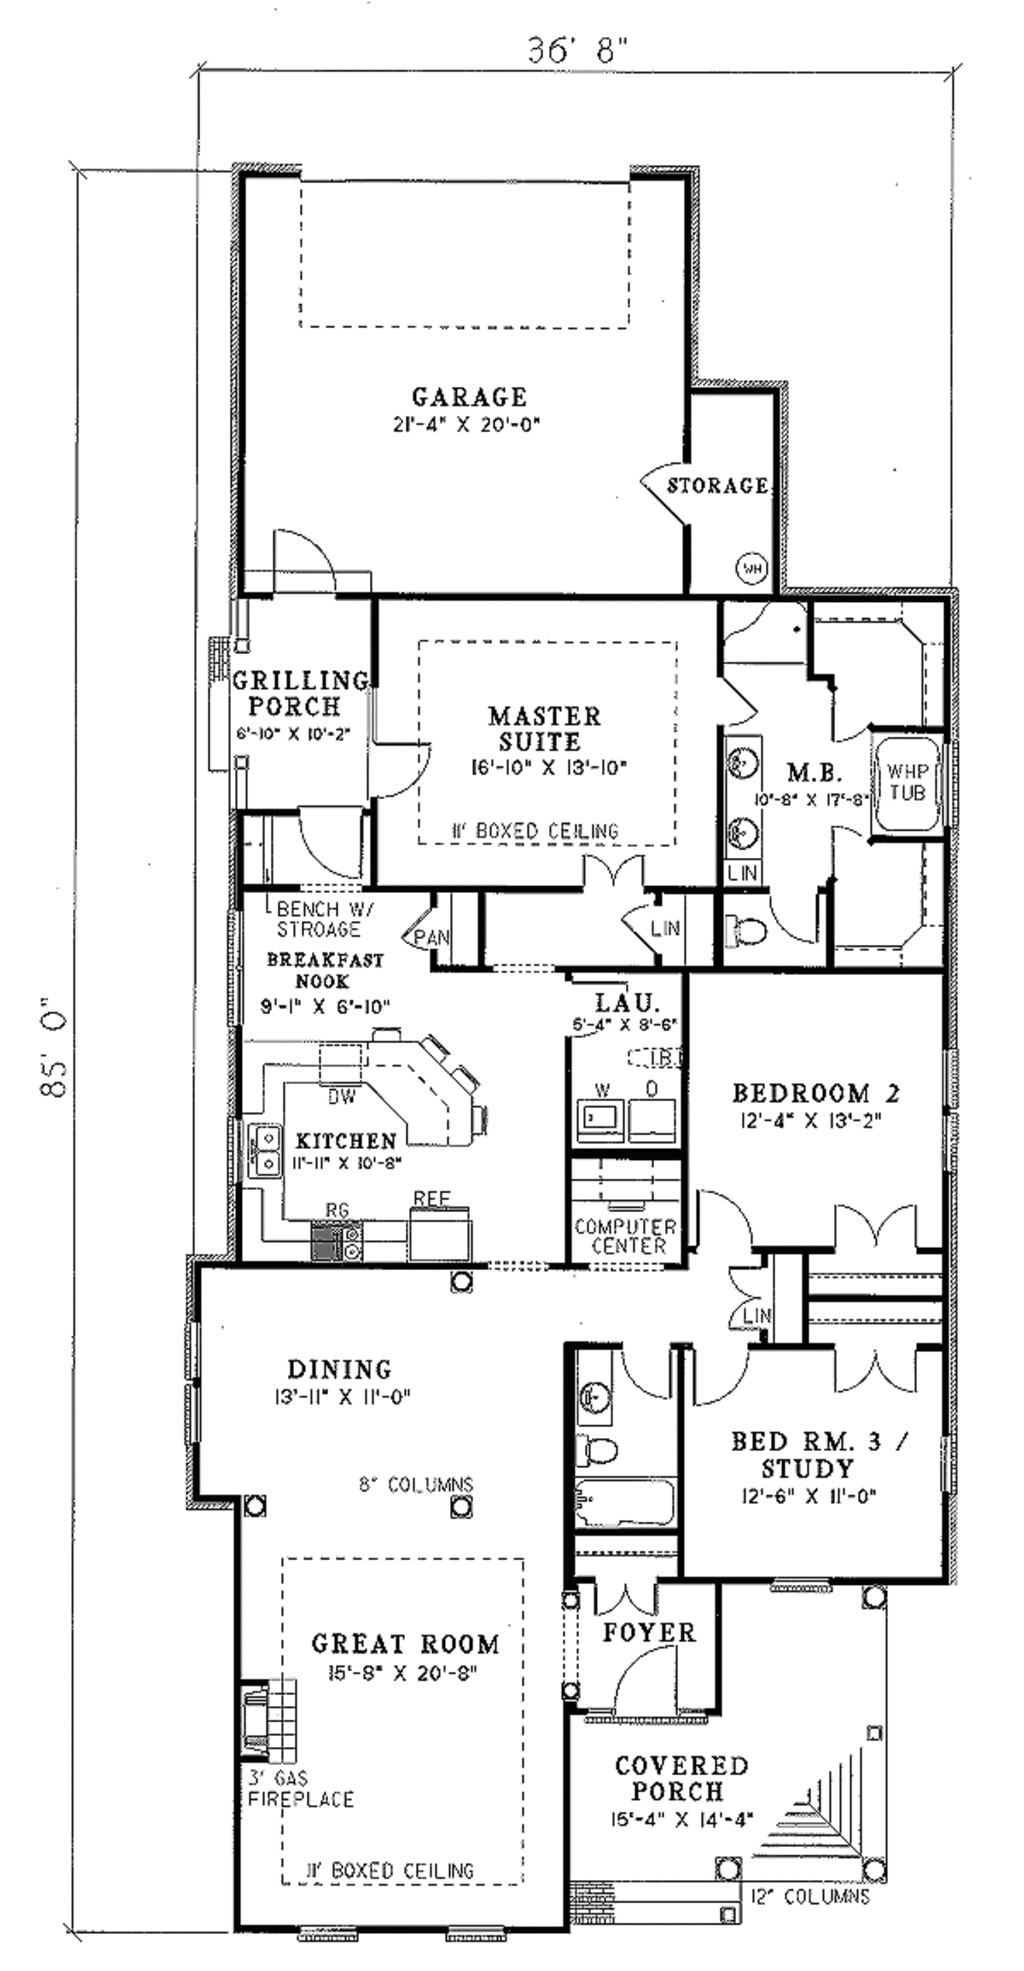 36' 8"
85' 0"
GARAGE
21'-4" X 20'-0"
STORAGE
WH
GRILLING
PORCH
6'-10" X 10'-2"
MASTER
SUITE
16'-10" X 13'-10"
11' BOXED CEILING
M.B.
10'-8" X 17'-8"
WHP
TUB
LIN
BENCH W/
STROAGE
PAN
LIN
BREAKFAST
NOOK
9'-1" X 6'-10"
LAU.
5'-4" X 8'-6"
I.B.
W
D
DW
KITCHEN
11'-11" X 10'-8"
RG
REF
COMPUTER
CENTER
BEDROOM 2
12'-4" X 13'-2"
LIN
DINING
13'-11" X 11'-0"
8" COLUMNS
BED RM. 3 /
STUDY
12'-6" X 11'-0"
GREAT ROOM
15'-8" X 20'-8"
3' GAS
FIREPLACE
11' BOXED CEILING
FOYER
COVERED
PORCH
15'-4" X 14'-4"
12" COLUMNS